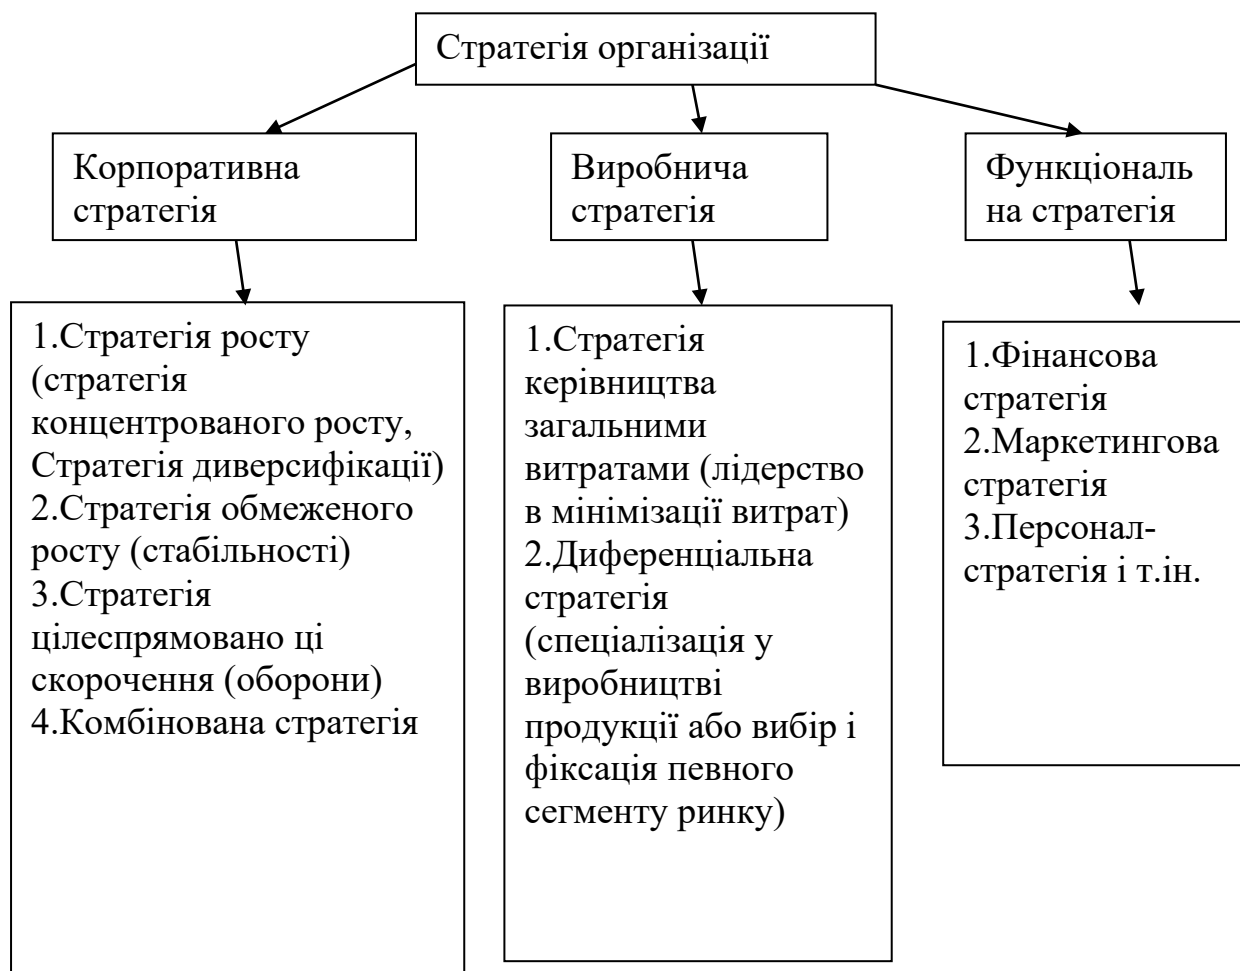 Стратегія організації
Корпоративна
стратегія
Виробнича
стратегія
Функціональ
на стратегія
1.Стратегія росту
(стратегія
концентрованого росту,
Стратегія диверсифікації)
2.Стратегія обмеженого
росту (стабільності)
3.Стратегія
цілеспрямовано ці
скорочення (оборони)
4.Комбінована стратегія
1.Стратегія
керівництва
загальними
витратами (лідерство
в мінімізації витрат)
2.Диференціальна
стратегія
(спеціалізація у
виробництві
продукції або вибір і
фіксація певного
сегменту ринку)
1.Фінансова
стратегія
2.Маркетингова
стратегія
3.Персонал-
стратегія і т.ін.